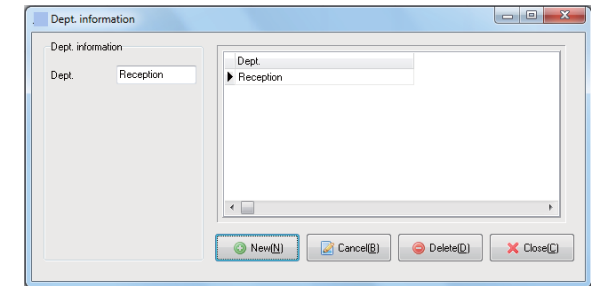 Dept. information
Dept. information
Dept. Reception
Dept.
Reception
New(N) Cancel(B) Delete(D) Close(C)